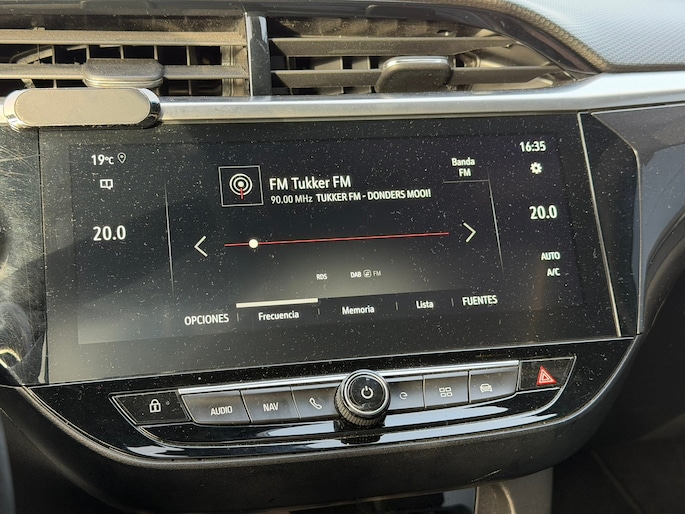 19°C
16:35
FM Tukker FM
90.00 MHz TUKKER FM - DONDERS MOOI!
Banda
FM
20.0
20.0
AUTO
A/C
RDS DAB FM
OPCIONES Frecuencia Memoria Lista FUENTES
AUDIO NAV